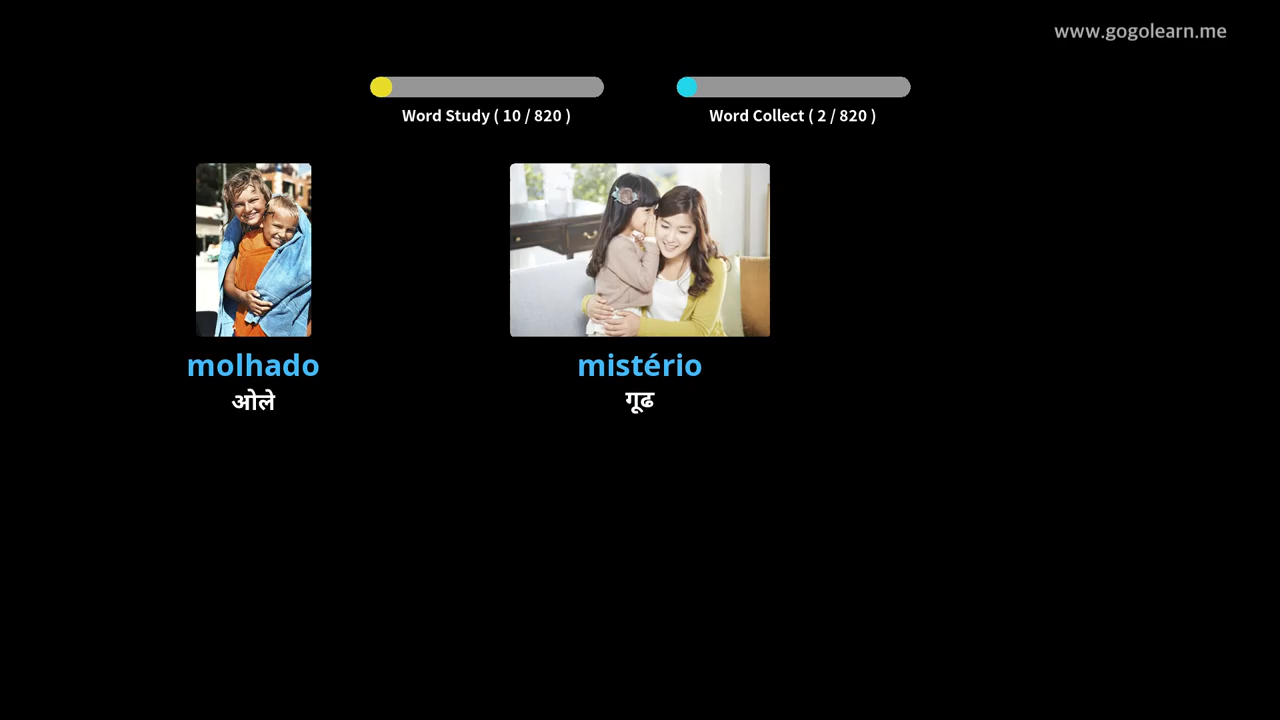 www.gogolearn.me
Word Study ( 10 / 820 )
Word Collect ( 2 / 820 )
molhado
ओले
mistério
गूढ